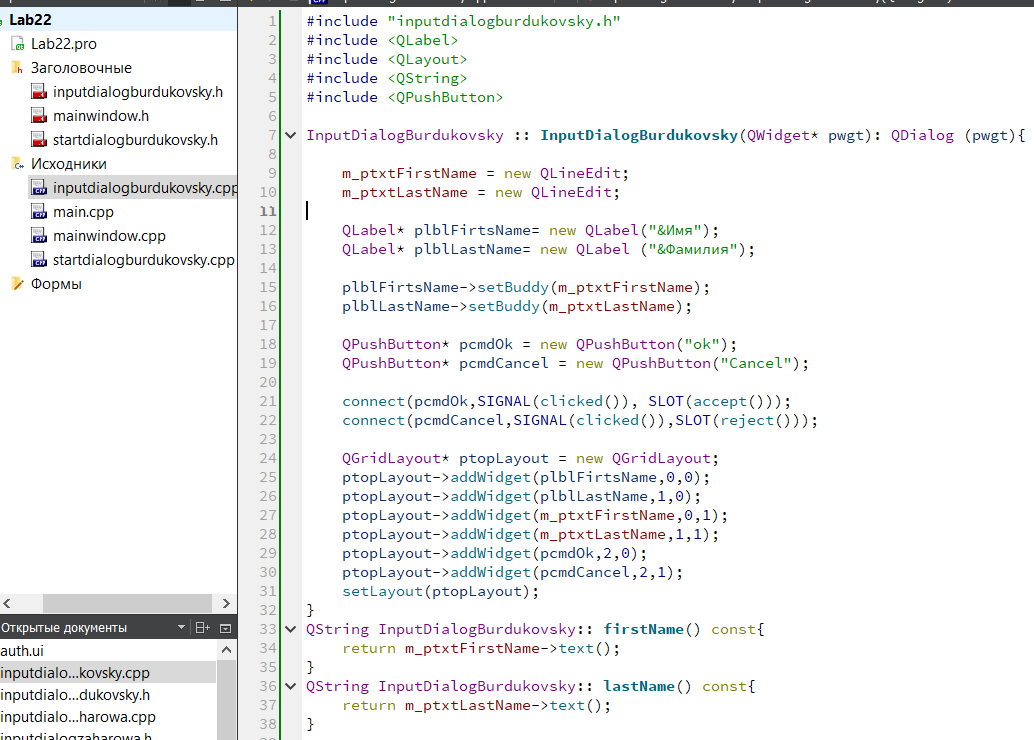 Lab22
Lab22.pro
Заголовочные
inputdialogburdukovsky.h
mainwindow.h
startdialogburdukovsky.h
Исходники
inputdialogburdukovsky.cpp
main.cpp
mainwindow.cpp
startdialogburdukovsky.cpp
Формы
Открытые документы
auth.ui
inputdialo...kovsky.cpp
inputdialo...dukovsky.h
inputdialo...harowa.cpp
inputdialogzaharowa.h
1 #include "inputdialogburdukovsky.h"
2 #include <QLabel>
3 #include <QLayout>
4 #include <QString>
5 #include <QPushButton>
6
7 InputDialogBurdukovsky :: InputDialogBurdukovsky(QWidget* pwgt): QDialog (pwgt){
8
9 m_ptxtFirstName = new QLineEdit;
10 m_ptxtLastName = new QLineEdit;
11
12 QLabel* plblFirtsName= new QLabel("&Имя");
13 QLabel* plblLastName= new QLabel ("&Фамилия");
14
15 plblFirtsName->setBuddy(m_ptxtFirstName);
16 plblLastName->setBuddy(m_ptxtLastName);
17
18 QPushButton* pcmdOk = new QPushButton("ok");
19 QPushButton* pcmdCancel = new QPushButton("Cancel");
20
21 connect(pcmdOk,SIGNAL(clicked()), SLOT(accept()));
22 connect(pcmdCancel,SIGNAL(clicked()),SLOT(reject()));
23
24 QGridLayout* ptopLayout = new QGridLayout;
25 ptopLayout->addWidget(plblFirtsName,0,0);
26 ptopLayout->addWidget(plblLastName,1,0);
27 ptopLayout->addWidget(m_ptxtFirstName,0,1);
28 ptopLayout->addWidget(m_ptxtLastName,1,1);
29 ptopLayout->addWidget(pcmdOk,2,0);
30 ptopLayout->addWidget(pcmdCancel,2,1);
31 setLayout(ptopLayout);
32 }
33 QString InputDialogBurdukovsky:: firstName() const{
34 return m_ptxtFirstName->text();
35 }
36 QString InputDialogBurdukovsky:: lastName() const{
37 return m_ptxtLastName->text();
38 }